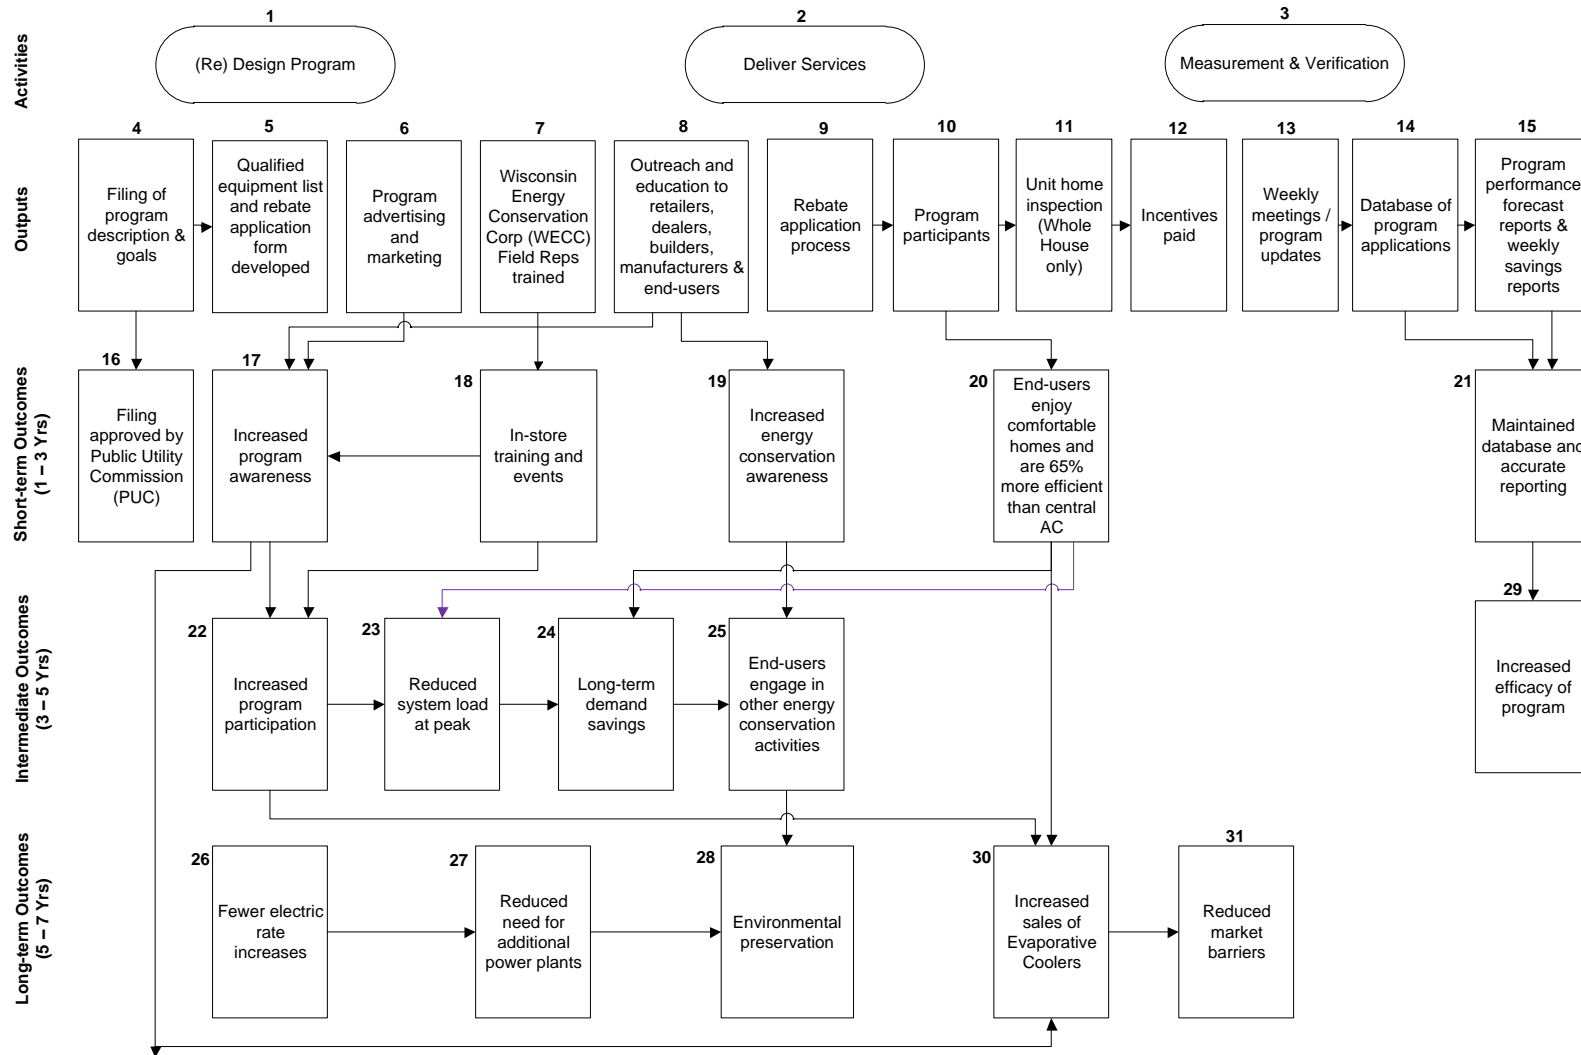 Activities
1
(Re) Design Program
2
Deliver Services
3
Measurement & Verification
Outputs
4
Filing of
program
description &
goals
5
Qualified
equipment list
and rebate
application
form
developed
6
Program
advertising
and
marketing
7
Wisconsin
Energy
Conservation
Corp (WECC)
Field Reps
trained
8
Outreach and
education to
retailers,
dealers,
builders,
manufacturers &
end-users
9
Rebate
application
process
10
Program
participants
11
Unit home
inspection
(Whole
House
only)
12
Incentives
paid
13
Weekly
meetings /
program
updates
14
Database of
program
applications
15
Program
performance
forecast
reports &
weekly
savings
reports
Short-term Outcomes
(1 – 3 Yrs)
16
Filing
approved by
Public Utility
Commission
(PUC)
17
Increased
program
awareness
18
In-store
training and
events
19
Increased
energy
conservation
awareness
20
End-users
enjoy
comfortable
homes and
are 65%
more efficient
than central
AC
21
Maintained
database and
accurate
reporting
Intermediate Outcomes
(3 – 5 Yrs)
22
Increased
program
participation
23
Reduced
system load
at peak
24
Long-term
demand
savings
25
End-users
engage in
other energy
conservation
activities
29
Increased
efficacy of
program
Long-term Outcomes
(5 – 7 Yrs)
26
Fewer electric
rate
increases
27
Reduced
need for
additional
power plants
28
Environmental
preservation
30
Increased
sales of
Evaporative
Coolers
31
Reduced
market
barriers